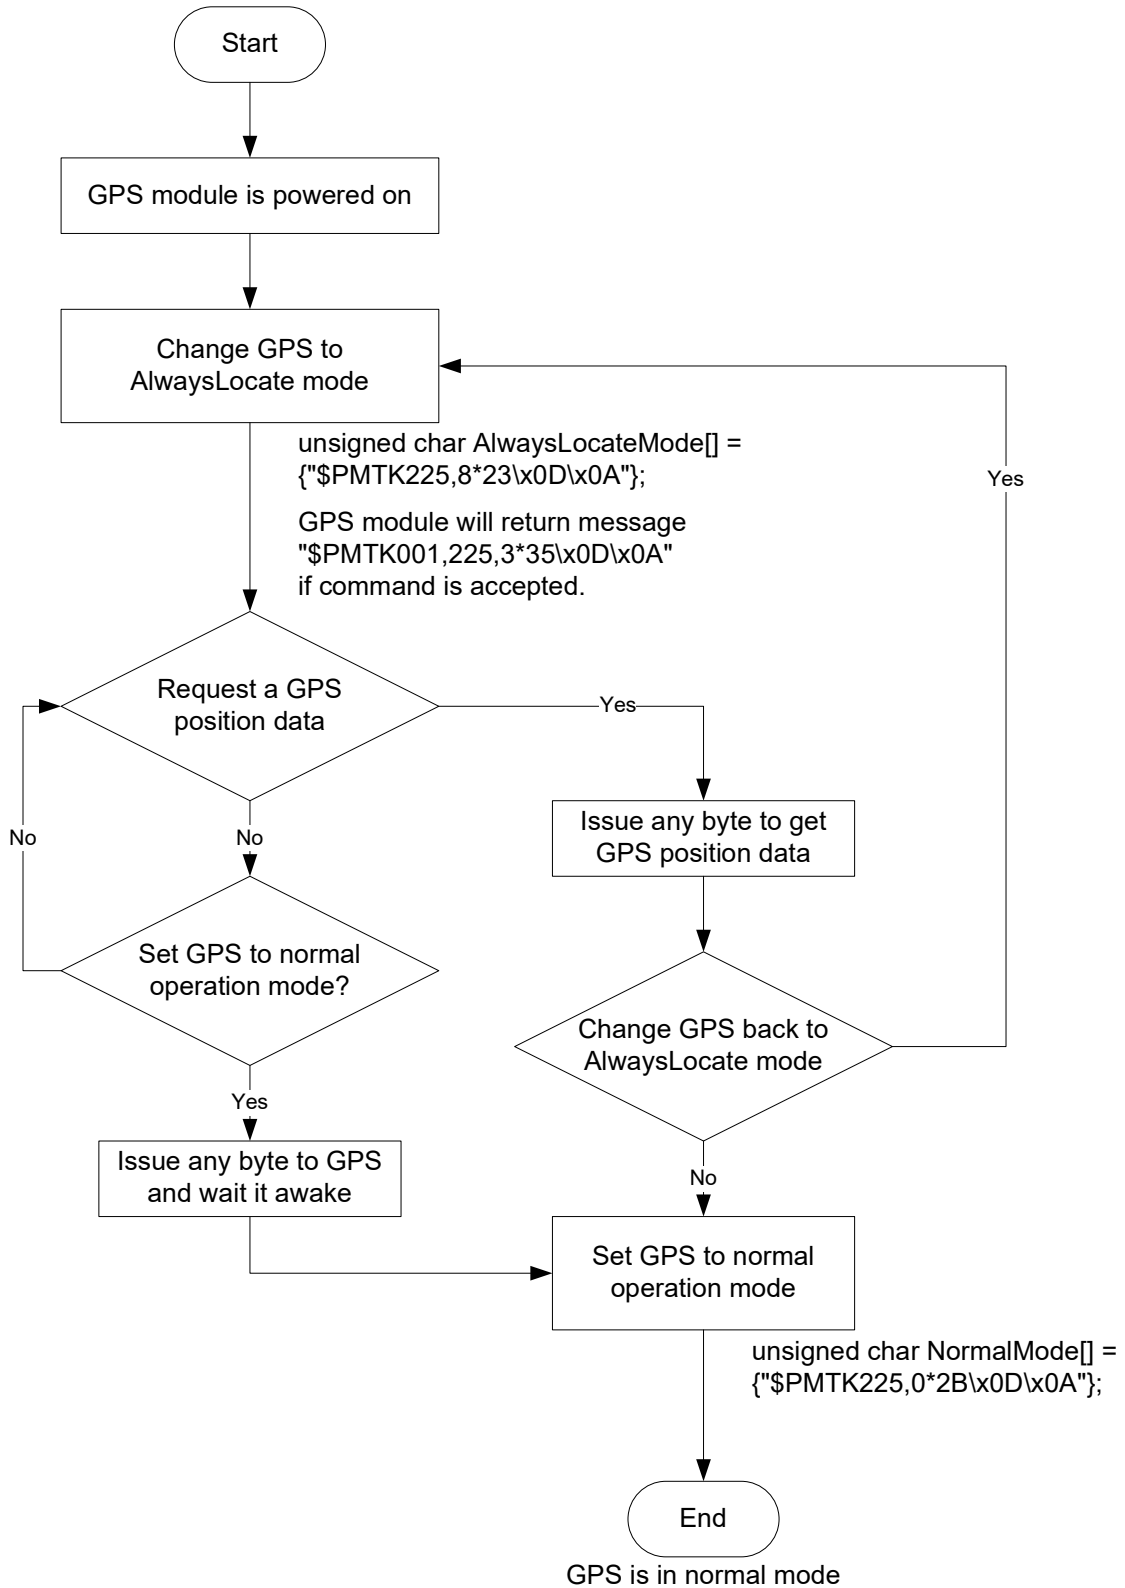 Start
GPS module is powered on
Change GPS to
AlwaysLocate mode
unsigned char AlwaysLocateMode[] =
{"$PMTK225,8*23\x0D\x0A"};
Yes
GPS module will return message
"$PMTK001,225,3*35\x0D\x0A"
if command is accepted.
Request a GPS
position data
Yes
No
No
Issue any byte to get
GPS position data
Set GPS to normal
operation mode?
Change GPS back to
AlwaysLocate mode
Yes
Issue any byte to GPS
and wait it awake
No
Set GPS to normal
operation mode
unsigned char NormalMode[] =
{"$PMTK225,0*2B\x0D\x0A"};
End
GPS is in normal mode